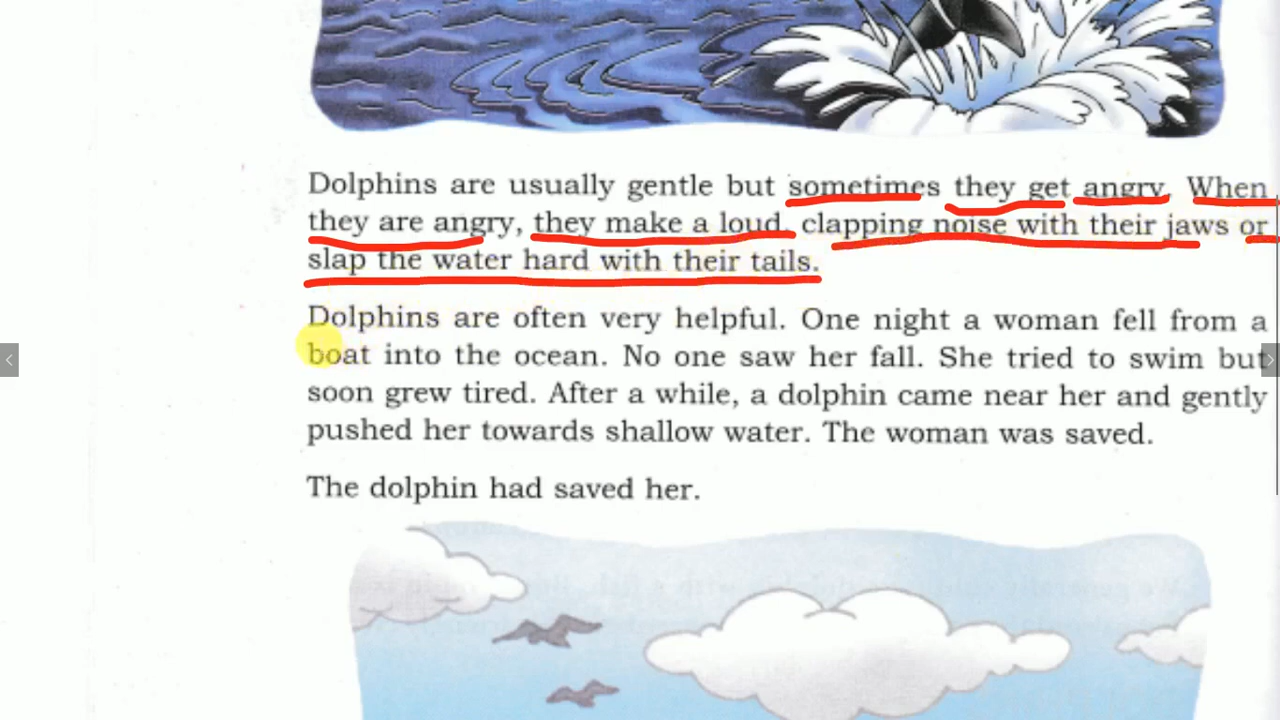 Dolphins are usually gentle but sometimes they get angry. When
they are angry, they make a loud, clapping noise with their jaws or
slap the water hard with their tails.
Dolphins are often very helpful. One night a woman fell from a
boat into the ocean. No one saw her fall. She tried to swim but
soon grew tired. After a while, a dolphin came near her and gently
pushed her towards shallow water. The woman was saved.
The dolphin had saved her.